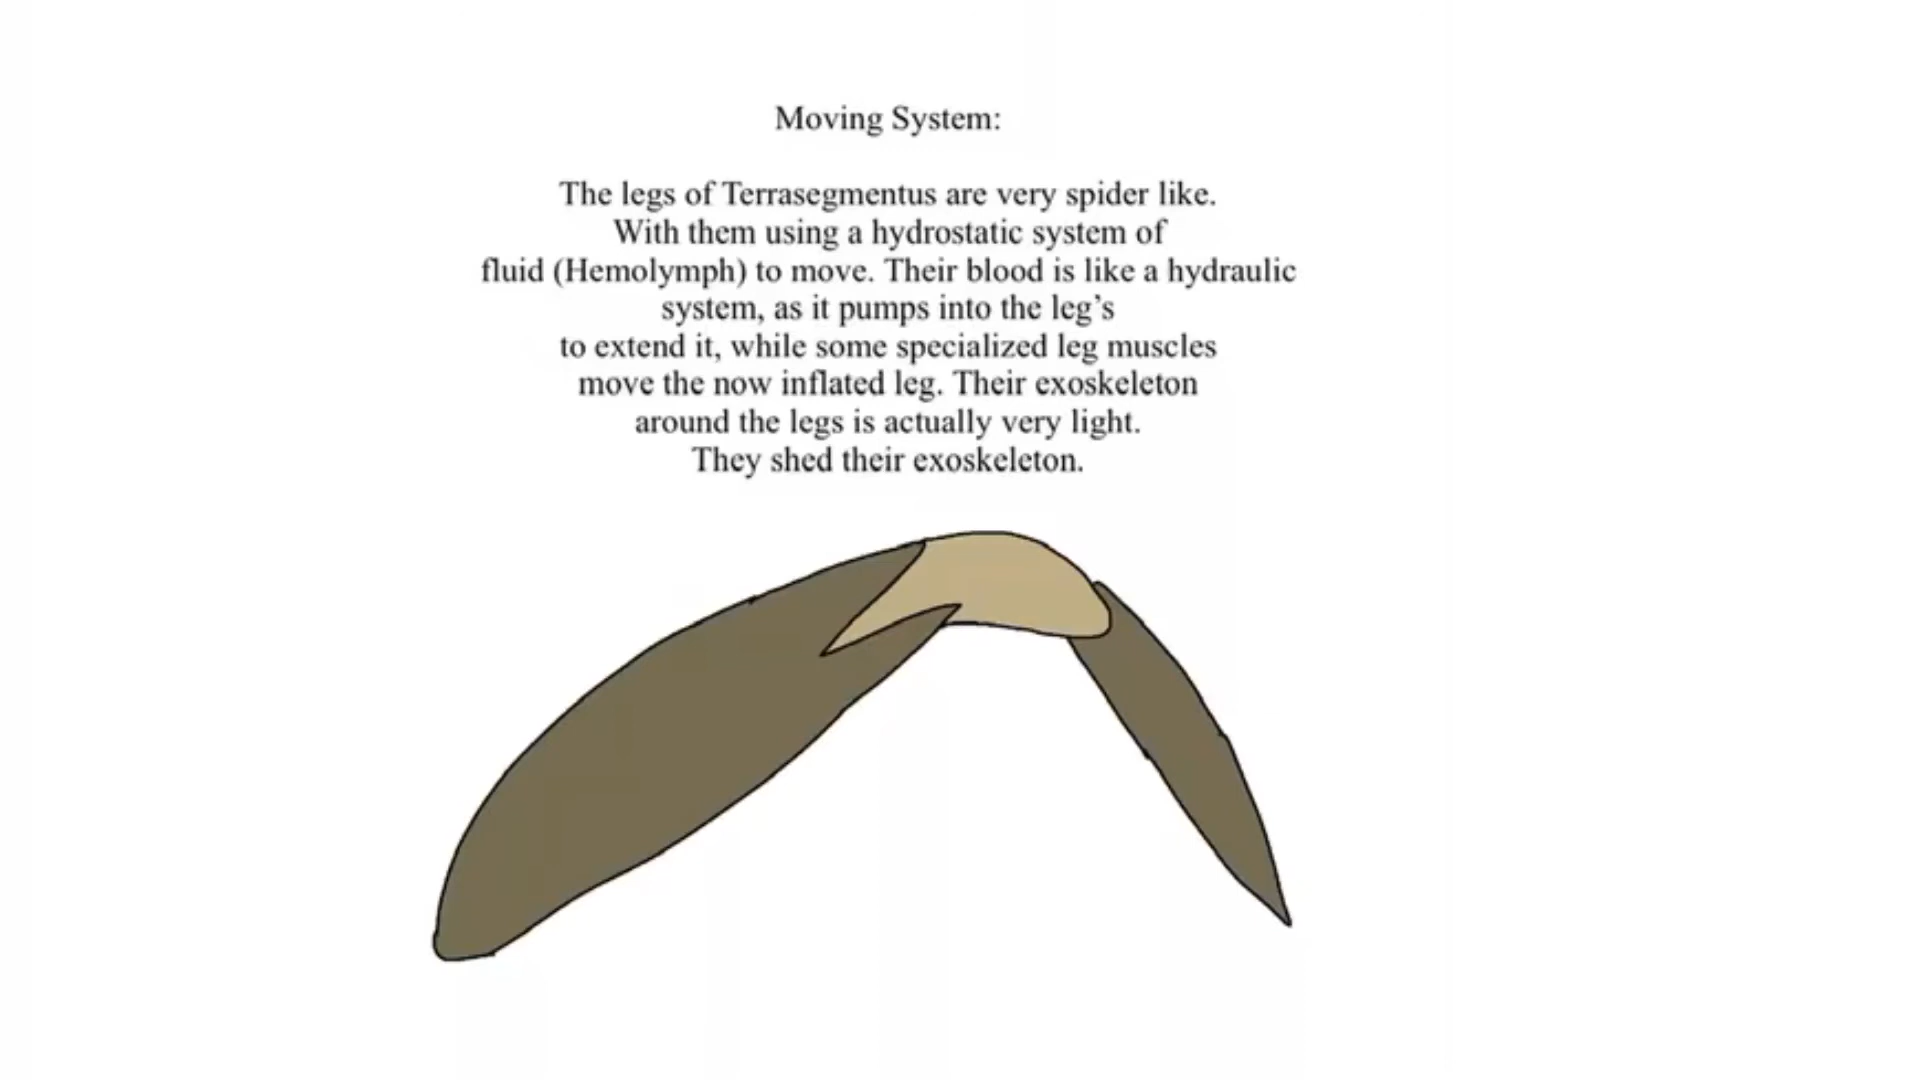 Moving System:
The legs of Terrasegmentus are very spider like.
With them using a hydrostatic system of
fluid (Hemolymph) to move. Their blood is like a hydraulic
system, as it pumps into the leg’s
to extend it, while some specialized leg muscles
move the now inflated leg. Their exoskeleton
around the legs is actually very light.
They shed their exoskeleton.